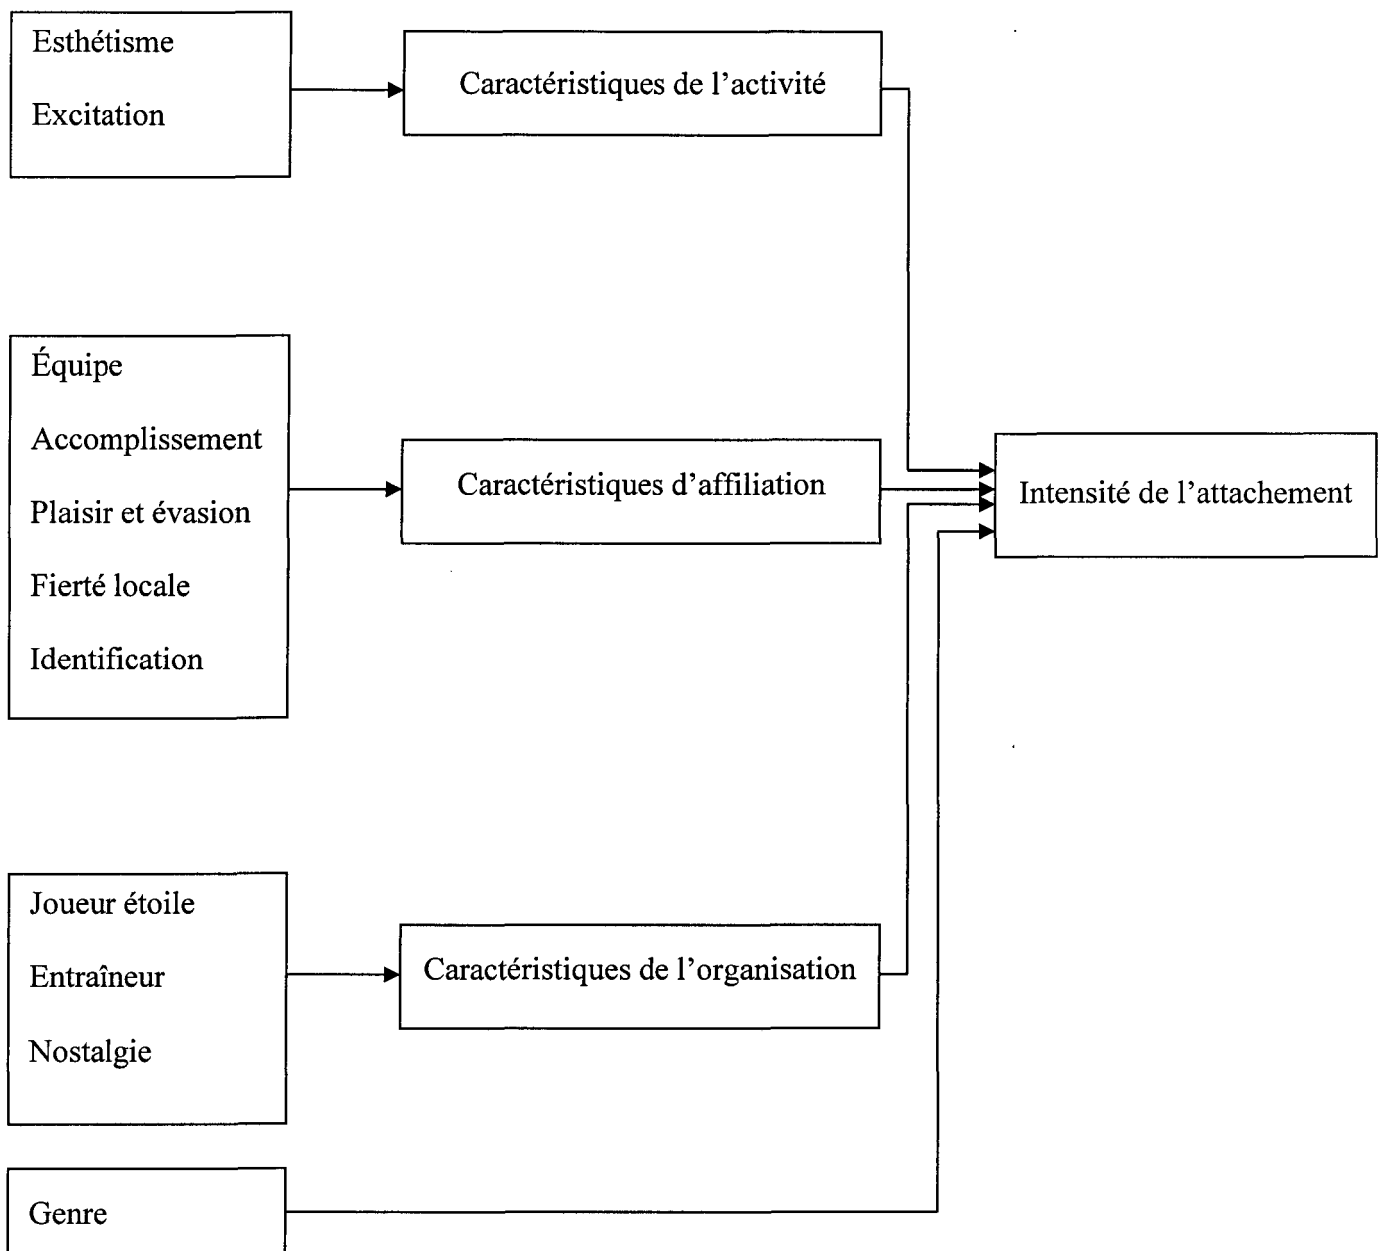 Esthétisme
Excitation
Caractéristiques de l’activité
Équipe
Accomplissement
Plaisir et évasion
Fierté locale
Identification
Caractéristiques d’affiliation
Intensité de l’attachement
Joueur étoile
Entraîneur
Nostalgie
Caractéristiques de l’organisation
Genre